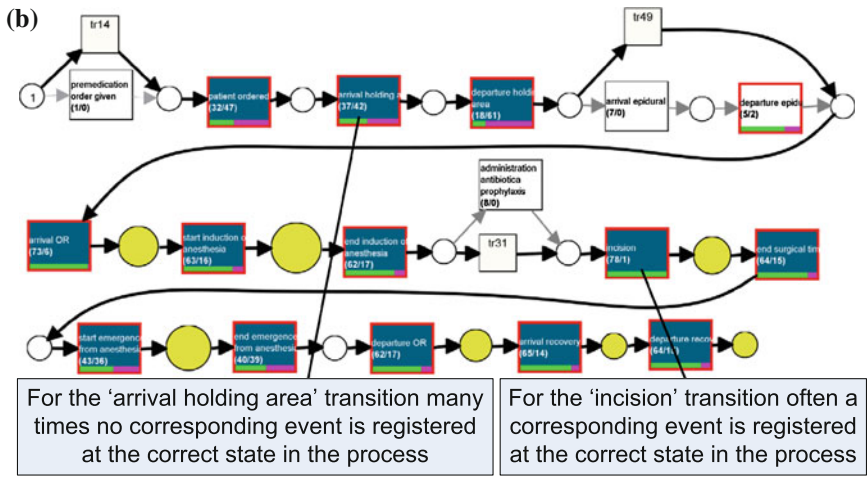 (b)
tr14
tr49
1
premedication
order given
(1/0)
patient ordered
(32/47)
arrival holding a
(37/42)
departure holdi
area
(18/61)
arrival epidural
(7/0)
departure epidu
(5/2)
arrival OR
(73/6)
start induction o
anesthesia
(63/16)
end induction o
anesthesia
(62/17)
administration
antibiotica
prophylaxis
(8/0)
tr31
incision
(78/1)
end surgical tim
(64/15)
start emergence
from anesthesi
(43/36)
end emergence
from anesthesi
(40/39)
departure OR
(62/17)
arrival recovery
(65/14)
departure recov
For the ‘arrival holding area’ transition many
times no corresponding event is registered
at the correct state in the process
For the ‘incision’ transition often a
corresponding event is registered
at the correct state in the process